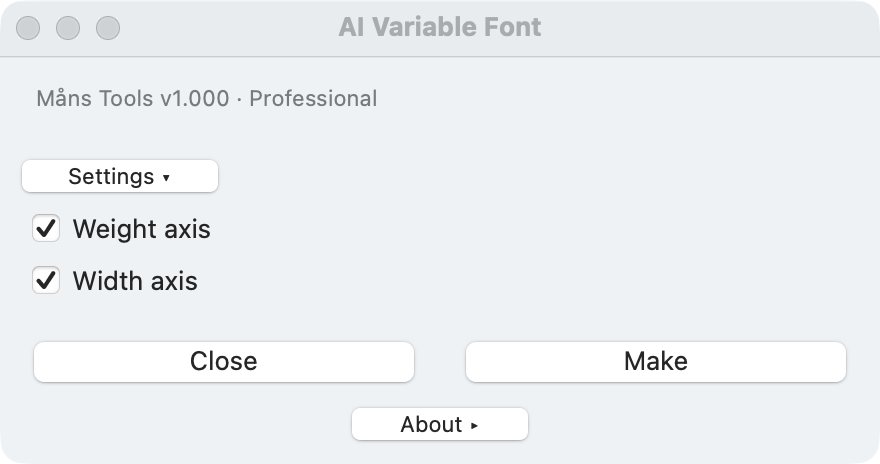 AI Variable Font
Måns Tools v1.000 · Professional
Settings ▾
Weight axis
Width axis
Close
Make
About ▸